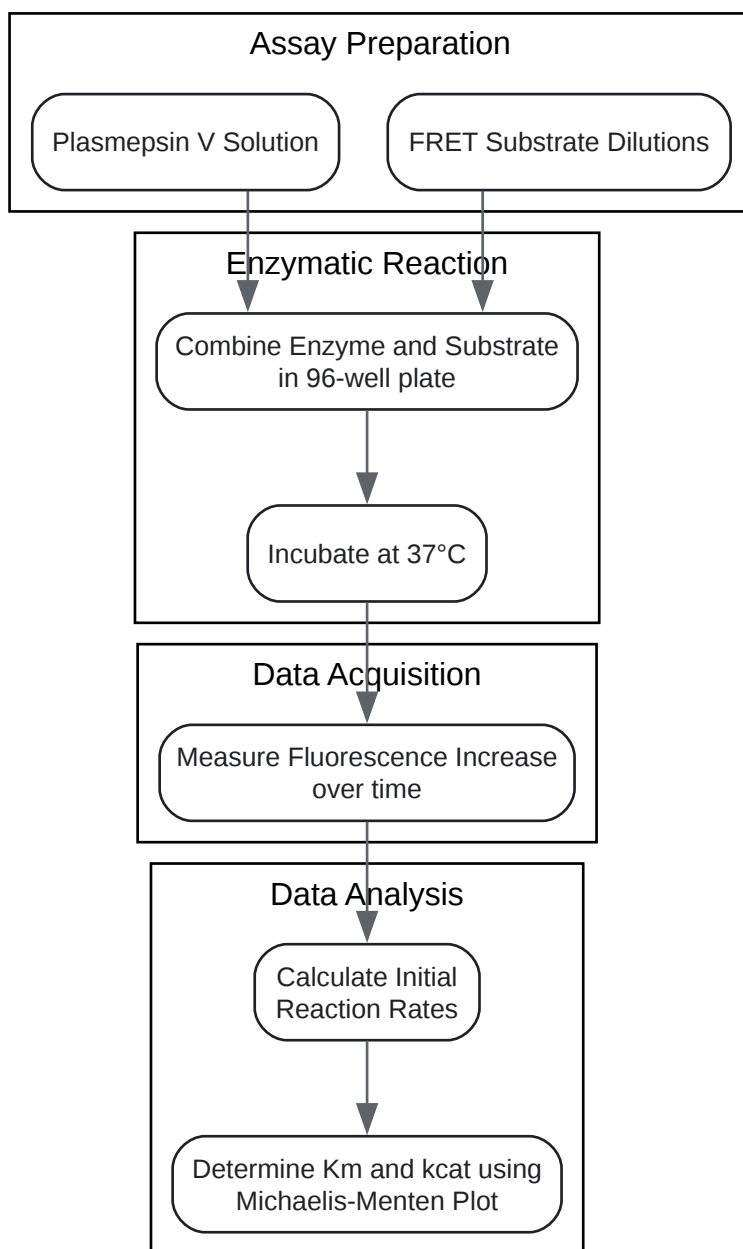 Assay Preparation
Plasmepsin V Solution
FRET Substrate Dilutions
Enzymatic Reaction
Combine Enzyme and Substrate
in 96-well plate
Incubate at 37°C
Data Acquisition
Measure Fluorescence Increase
over time
Data Analysis
Calculate Initial
Reaction Rates
Determine Km and kcat using
Michaelis-Menten Plot